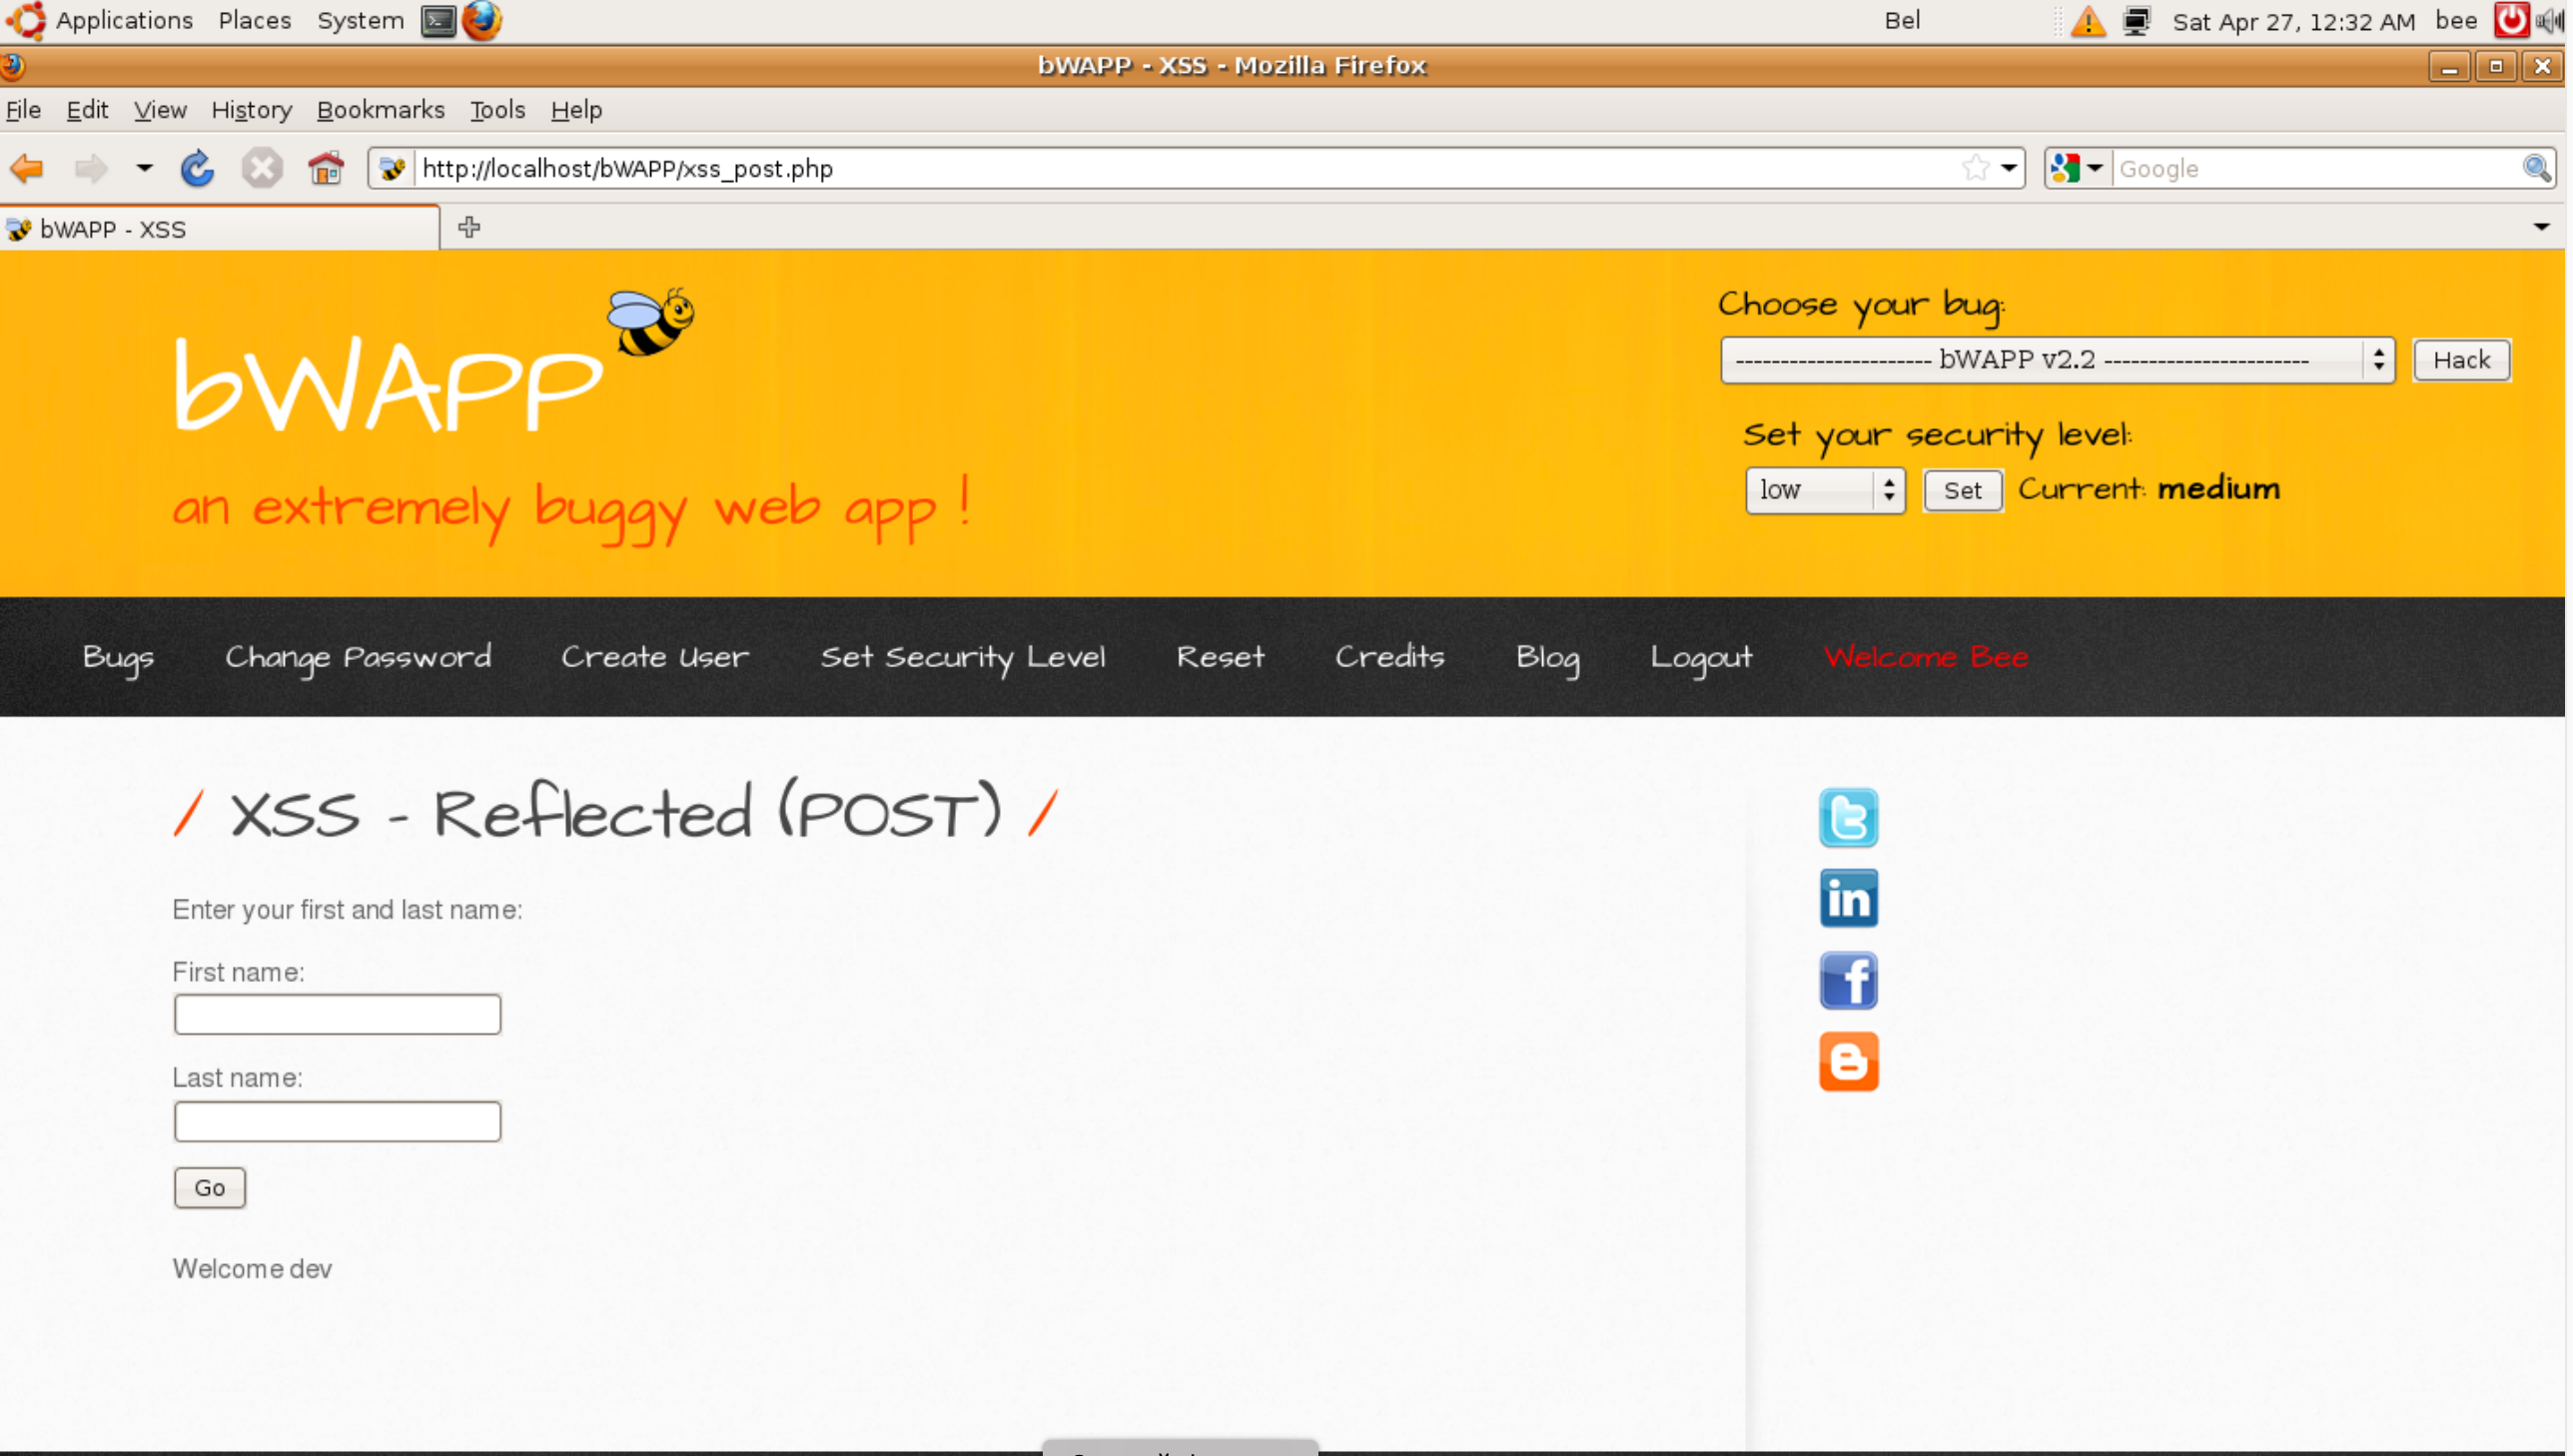 Applications Places System Bel Sat Apr 27, 12:32 AM bee
bWAPP - XSS - Mozilla Firefox
File Edit View History Bookmarks Tools Help
http://localhost/bWAPP/xss_post.php Google
bWAPP - XSS
Choose your bug:
bWAPP
---------------------- bWAPP v2.2 ----------------------- Hack
Set your security level:
an extremely buggy web app !
low Set Current: medium
Bugs Change Password Create User Set Security Level Reset Credits Blog Logout Welcome Bee
/ XSS - Reflected (POST) /
Enter your first and last name:
First name:
Last name:
Go
Welcome dev